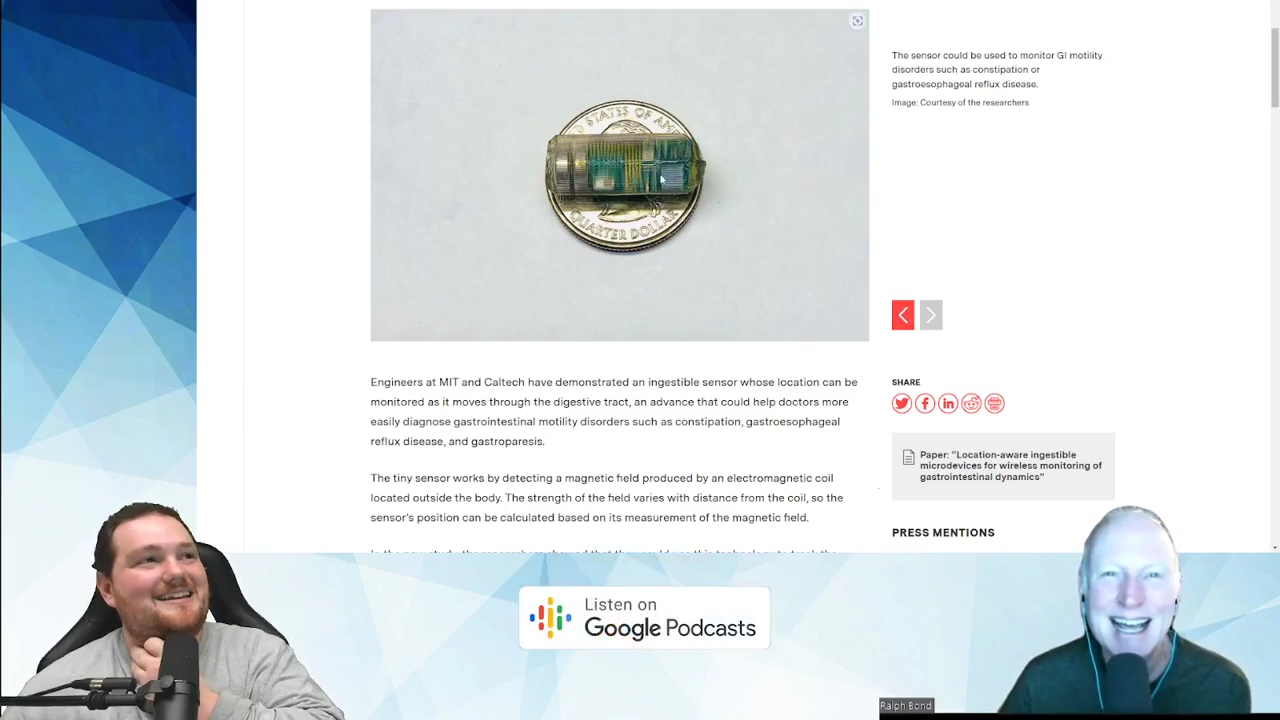 STATES OF AM
QUARTER DOLLAR
The sensor could be used to monitor GI motility
disorders such as constipation or
gastroesophageal reflux disease.
Image: Courtesy of the researchers
Engineers at MIT and Caltech have demonstrated an ingestible sensor whose location can be
monitored as it moves through the digestive tract, an advance that could help doctors more
easily diagnose gastrointestinal motility disorders such as constipation, gastroesophageal
reflux disease, and gastroparesis.
The tiny sensor works by detecting a magnetic field produced by an electromagnetic coil
located outside the body. The strength of the field varies with distance from the coil, so the
sensor's position can be calculated based on its measurement of the magnetic field.
SHARE
Paper: “Location-aware ingestible
microdevices for wireless monitoring of
gastrointestinal dynamics”
PRESS MENTIONS
Listen on
Google Podcasts
Ralph Bond